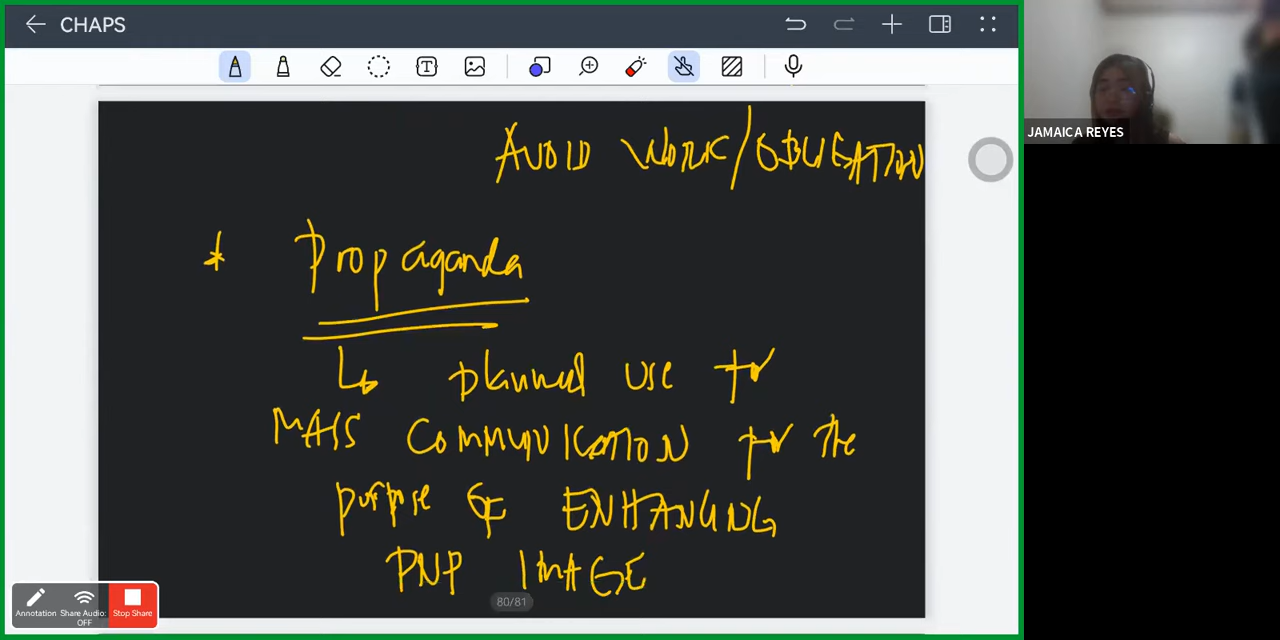 CHAPS
JAMAICA REYES
AVOID WORK/OBLIGATION
* Propaganda
↳ planned use for
MASS COMMUNICATION for the
purpose of ENHANCING
PNP IMAGE
80/81
Annotation
Share Audio: OFF
Stop Share